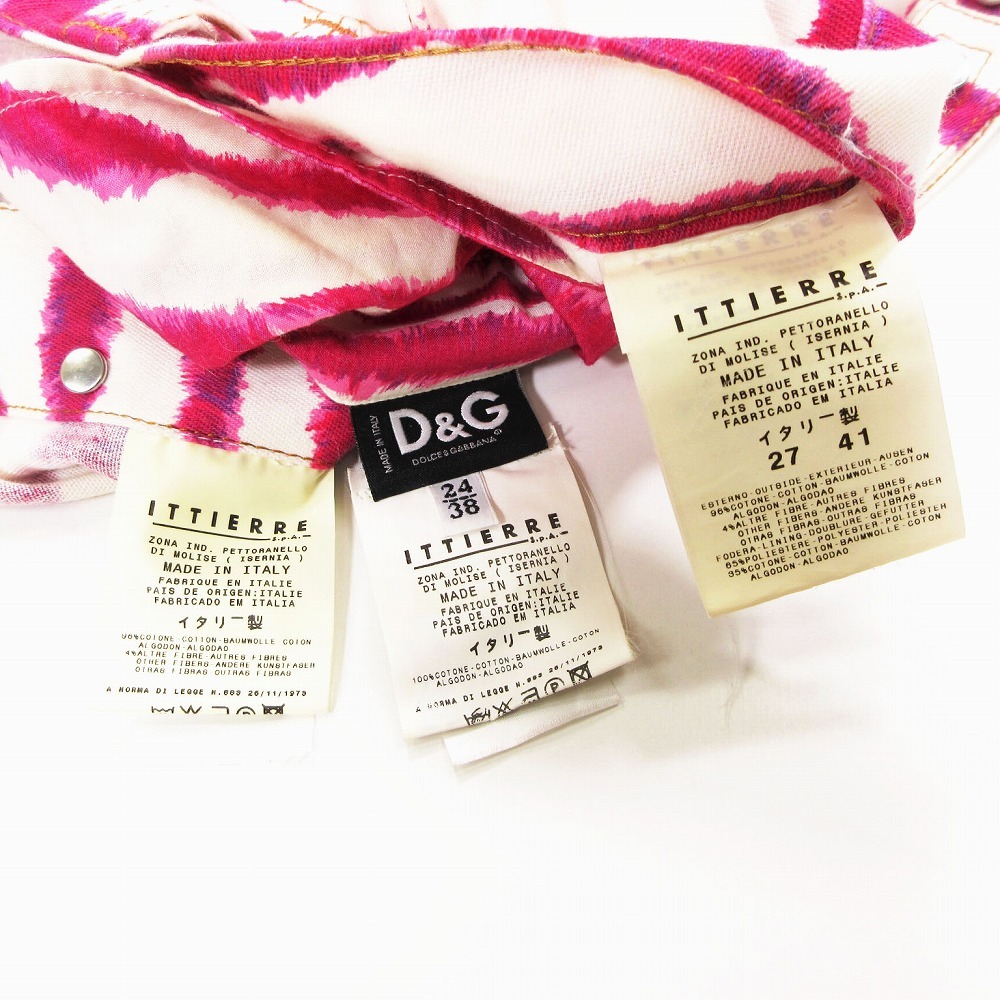 ITTIERRE
S.p.A.
ZONA IND. PETTORANELLO
DI MOLISE ( ISERNIA )
MADE IN ITALY
FABRIQUE EN ITALIE
PAIS DE ORIGEN:ITALIE
FABRICADO EM ITALIA
イタリー製
96%COTONE-COTTON-BAUMWOLLE-COTON
ALGODON-ALGODAO
4%ALTRE FIBRE-AUTRES FIBRES
OTHER FIBERS-ANDERE KUNSTFASER
OTRAS FIBRAS-OUTRAS FIBRAS
A NORMA DI LEGGE N.883 26/11/1973
MADE IN ITALY
D&G
DOLCE&GABBANA
24
38
ITTIERRE
S.p.A.
ZONA IND. PETTORANELLO
DI MOLISE ( ISERNIA )
MADE IN ITALY
FABRIQUE EN ITALIE
PAIS DE ORIGEN:ITALIE
FABRICADO EM ITALIA
イタリー製
100%COTONE-COTTON-BAUMWOLLE-COTON
ALGODON-ALGODAO
A NORMA DI LEGGE N.883 26/11/1973
ITTIERRE
S.p.A.
ZONA IND. PETTORANELLO
DI MOLISE ( ISERNIA )
MADE IN ITALY
FABRIQUE EN ITALIE
PAIS DE ORIGEN:ITALIE
FABRICADO EM ITALIA
イタリー製
27 41
ESTERNO-OUTSIDE-EXTERIEUR-AUßEN
96%COTONE-COTTON-BAUMWOLLE-COTON
ALGODON-ALGODAO
4%ALTRE FIBRE-AUTRES FIBRES
OTHER FIBERS-ANDERE KUNSTFASER
OTRAS FIBRAS-OUTRAS FIBRAS
FODERA-LINING-DOUBLURE-GEFUTTER
65%POLIESTERE-POLYESTER-POLIESTER
35%COTONE-COTTON-BAUMWOLLE-COTON
ALGODON-ALGODAO